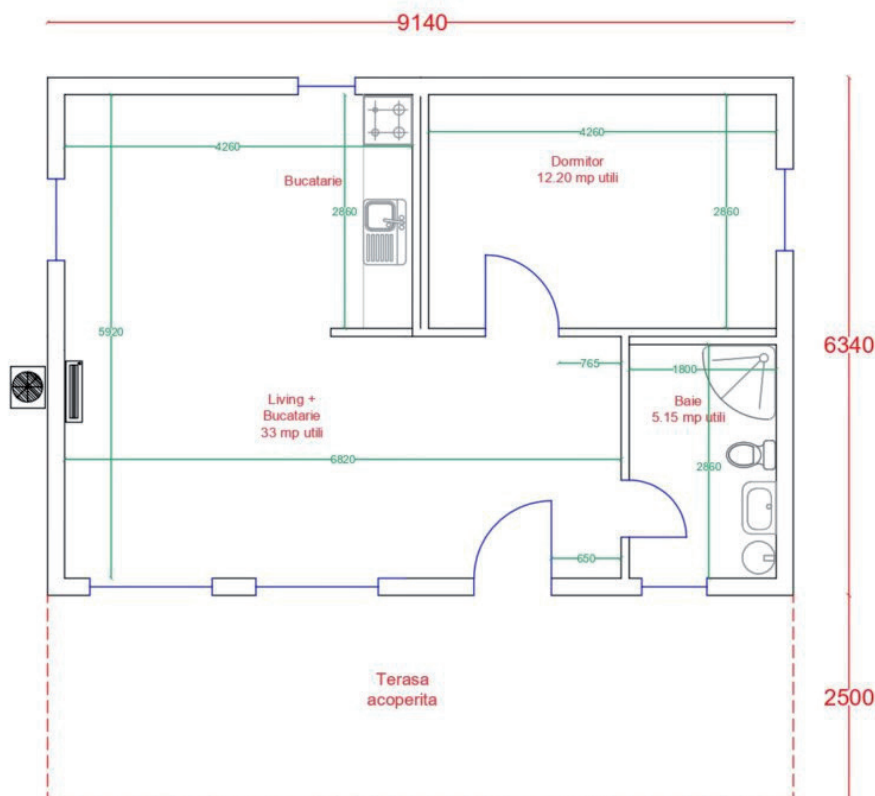 9140
4260
4260
Dormitor
12.20 mp utili
Bucatarie
2860
2860
5920
6340
765
1800
Living +
Bucatarie
33 mp utili
Baie
5.15 mp utili
6820
2860
650
Terasa
acoperita
2500